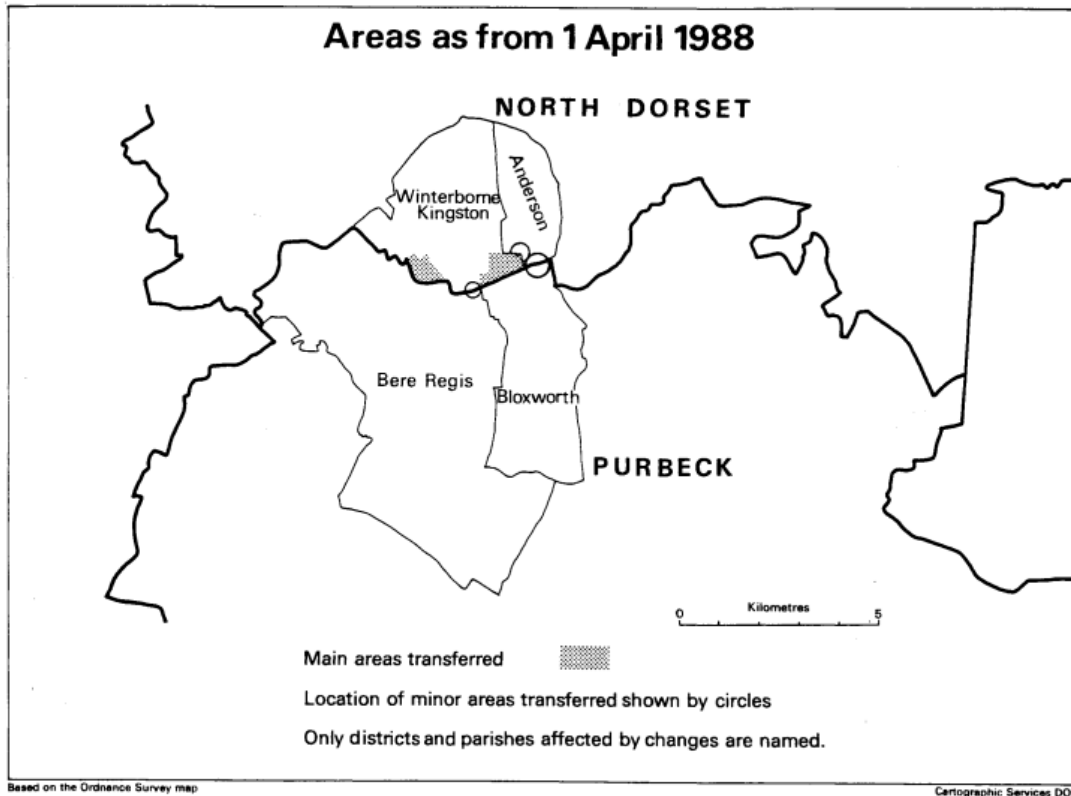 Areas as from 1 April 1988
NORTH DORSET
Anderson
Winterborne
Kingston
Bere Regis
Bloxworth
PURBECK
0 Kilometres 5
Main areas transferred
Location of minor areas transferred shown by circles
Only districts and parishes affected by changes are named.
Based on the Ordnance Survey map
Cartographic Services DO